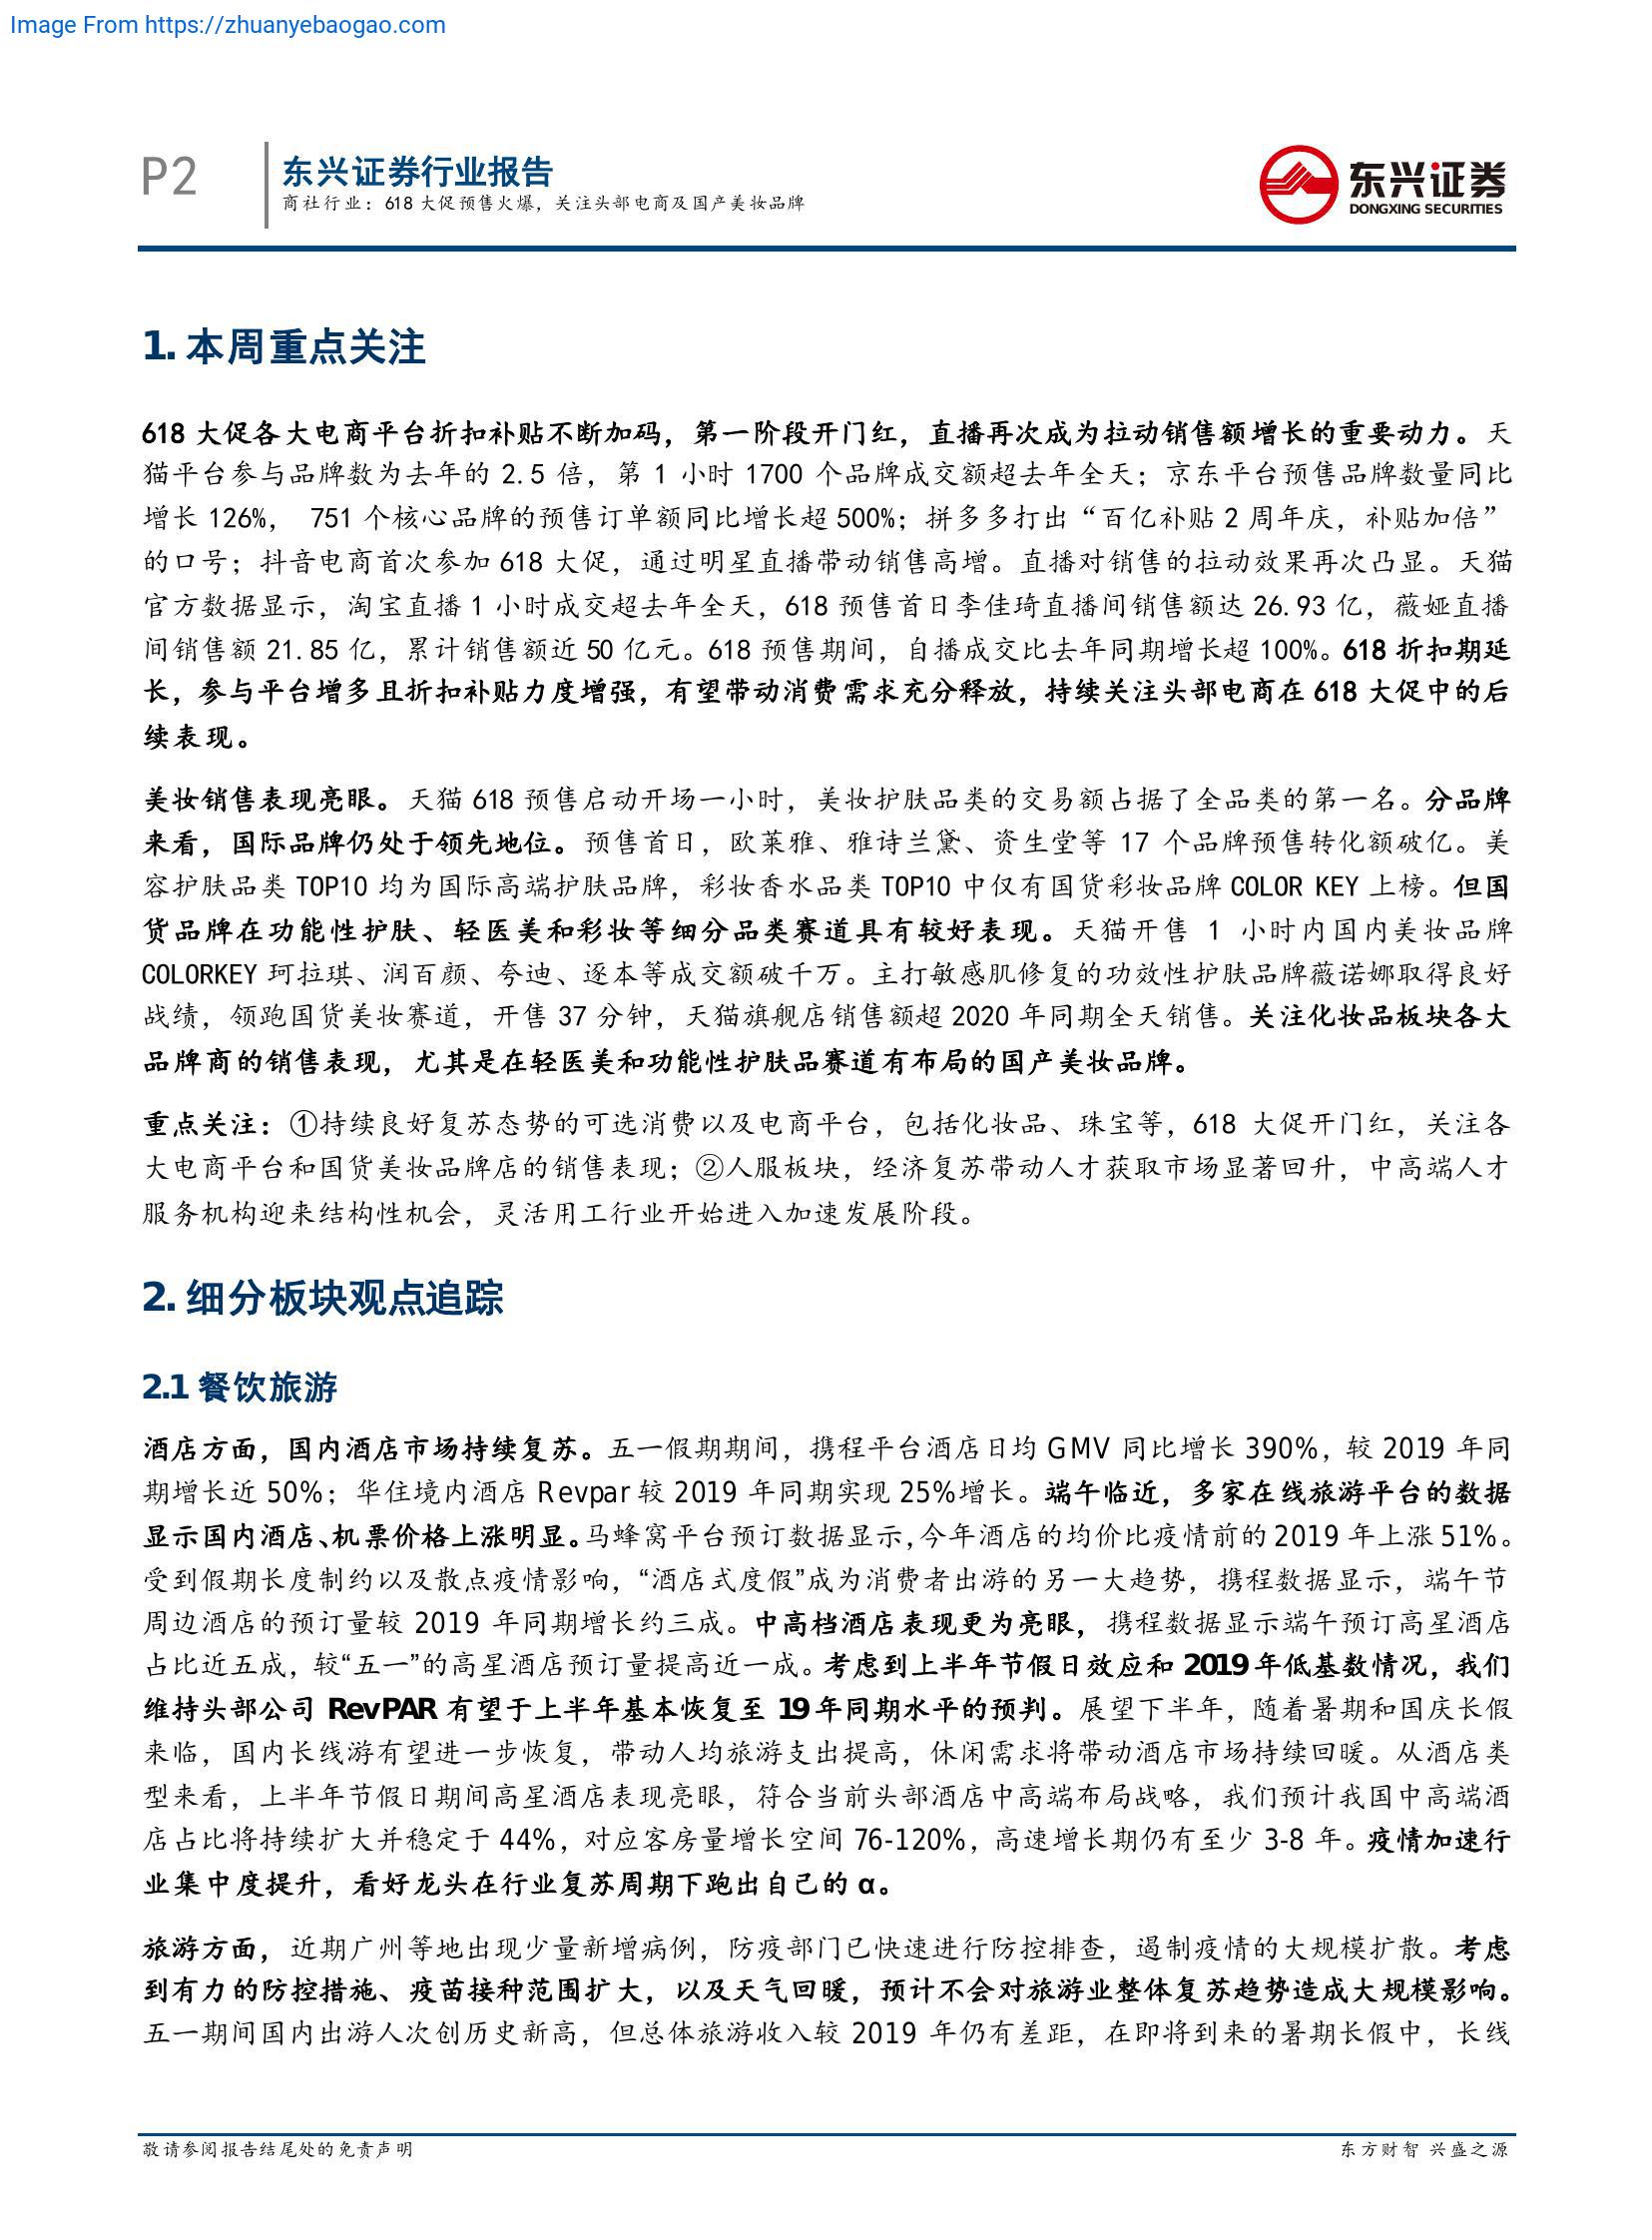 Image From https://zhuanyebaogao.com
P2
东兴证券行业报告
商社行业：618 大促预售火爆，关注头部电商及国产美妆品牌
东兴证券
DONGXING SECURITIES
1. 本周重点关注
618 大促各大电商平台折扣补贴不断加码，第一阶段开门红，直播再次成为拉动销售额增长的重要动力。天
猫平台参与品牌数为去年的 2.5 倍，第 1 小时 1700 个品牌成交额超去年全天；京东平台预售品牌数量同比
增长 126%， 751 个核心品牌的预售订单额同比增长超 500%；拼多多打出“百亿补贴 2 周年庆，补贴加倍”
的口号；抖音电商首次参加 618 大促，通过明星直播带动销售高增。直播对销售的拉动效果再次凸显。天猫
官方数据显示，淘宝直播 1 小时成交超去年全天，618 预售首日李佳琦直播间销售额达 26.93 亿，薇娅直播
间销售额 21.85 亿，累计销售额近 50 亿元。618 预售期间，自播成交比去年同期增长超 100%。618 折扣期延
长，参与平台增多且折扣补贴力度增强，有望带动消费需求充分释放，持续关注头部电商在 618 大促中的后
续表现。
美妆销售表现亮眼。天猫 618 预售启动开场一小时，美妆护肤品类的交易额占据了全品类的第一名。分品牌
来看，国际品牌仍处于领先地位。预售首日，欧莱雅、雅诗兰黛、资生堂等 17 个品牌预售转化额破亿。美
容护肤品类 TOP10 均为国际高端护肤品牌，彩妆香水品类 TOP10 中仅有国货彩妆品牌 COLOR KEY 上榜。但国
货品牌在功能性护肤、轻医美和彩妆等细分品类赛道具有较好表现。天猫开售 1 小时内国内美妆品牌
COLORKEY 珂拉琪、润百颜、夸迪、逐本等成交额破千万。主打敏感肌修复的功效性护肤品牌薇诺娜取得良好
战绩，领跑国货美妆赛道，开售 37 分钟，天猫旗舰店销售额超 2020 年同期全天销售。关注化妆品板块各大
品牌商的销售表现，尤其是在轻医美和功能性护肤品赛道有布局的国产美妆品牌。
重点关注：①持续良好复苏态势的可选消费以及电商平台，包括化妆品、珠宝等，618 大促开门红，关注各
大电商平台和国货美妆品牌店的销售表现；②人服板块，经济复苏带动人才获取市场显著回升，中高端人才
服务机构迎来结构性机会，灵活用工行业开始进入加速发展阶段。
2. 细分板块观点追踪
2.1 餐饮旅游
酒店方面，国内酒店市场持续复苏。五一假期期间，携程平台酒店日均 GMV 同比增长 390%，较 2019 年同
期增长近 50%；华住境内酒店 Revpar 较 2019 年同期实现 25%增长。端午临近，多家在线旅游平台的数据
显示国内酒店、机票价格上涨明显。马蜂窝平台预订数据显示，今年酒店的均价比疫情前的 2019 年上涨 51%。
受到假期长度制约以及散点疫情影响，“酒店式度假”成为消费者出游的另一大趋势，携程数据显示，端午节
周边酒店的预订量较 2019 年同期增长约三成。中高档酒店表现更为亮眼，携程数据显示端午预订高星酒店
占比近五成，较“五一”的高星酒店预订量提高近一成。考虑到上半年节假日效应和 2019 年低基数情况，我们
维持头部公司 RevPAR 有望于上半年基本恢复至 19 年同期水平的预判。展望下半年，随着暑期和国庆长假
来临，国内长线游有望进一步恢复，带动人均旅游支出提高，休闲需求将带动酒店市场持续回暖。从酒店类
型来看，上半年节假日期间高星酒店表现亮眼，符合当前头部酒店中高端布局战略，我们预计我国中高端酒
店占比将持续扩大并稳定于 44%，对应客房量增长空间 76-120%，高速增长期仍有至少 3-8 年。疫情加速行
业集中度提升，看好龙头在行业复苏周期下跑出自己的 α。
旅游方面，近期广州等地出现少量新增病例，防疫部门已快速进行防控排查，遏制疫情的大规模扩散。考虑
到有力的防控措施、疫苗接种范围扩大，以及天气回暖，预计不会对旅游业整体复苏趋势造成大规模影响。
五一期间国内出游人次创历史新高，但总体旅游收入较 2019 年仍有差距，在即将到来的暑期长假中，长线
敬请参阅报告结尾处的免责声明
东方财智 兴盛之源